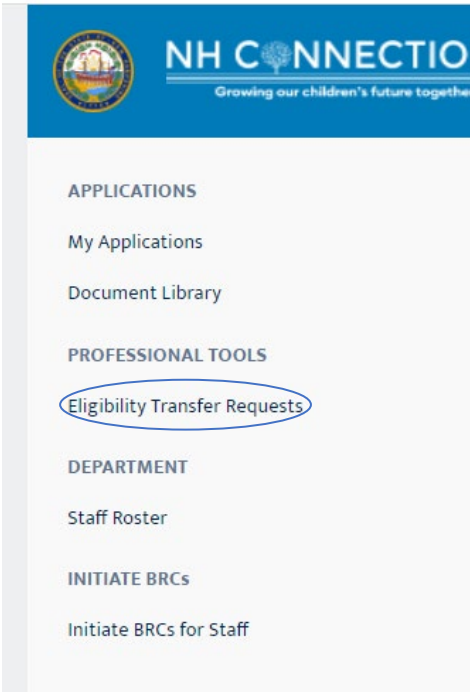 NH CONNECTIO
Growing our children's future togethe
APPLICATIONS
My Applications
Document Library
PROFESSIONAL TOOLS
Eligibility Transfer Requests
DEPARTMENT
Staff Roster
INITIATE BRCs
Initiate BRCs for Staff